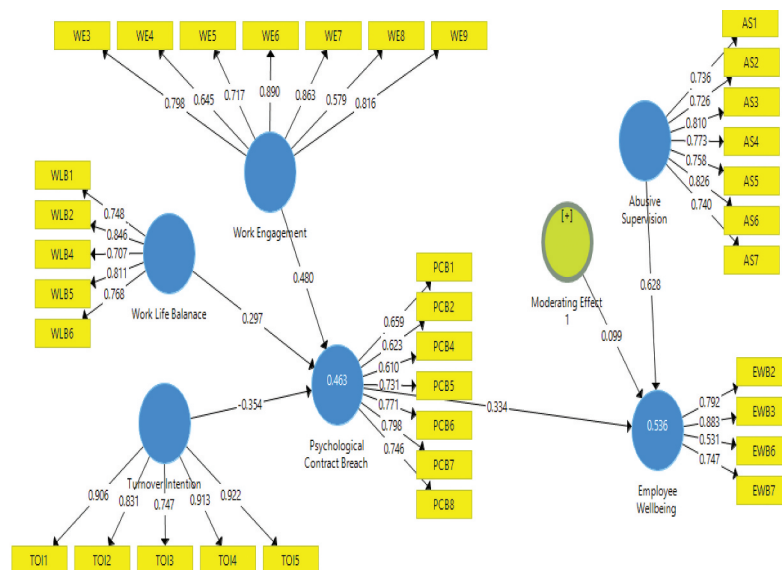 WE3 WE4 WE5 WE6 WE7 WE8 WE9
0.798 0.645 0.717 0.890 0.863 0.579 0.816
Work Engagement
0.480
WLB1
WLB2
WLB4
WLB5
WLB6
0.748
0.846
0.707
0.811
0.768
Work Life Balanace
0.297
AS1
AS2
AS3
AS4
AS5
AS6
AS7
0.736
0.726
0.810
0.773
0.758
0.826
0.740
Abusive
Supervision
0.628
[+]
Moderating Effect
1
0.099
PCB1
PCB2
PCB4
PCB5
PCB6
PCB7
PCB8
0.659
0.623
0.610
0.731
0.771
0.798
0.746
0.463
Psychological
Contract Breach
0.334
-0.354
Turnover Intention
0.906 0.831 0.747 0.913 0.922
TOI1 TOI2 TOI3 TOI4 TOI5
0.536
Employee
Wellbeing
0.792
0.883
0.531
0.747
EWB2
EWB3
EWB6
EWB7